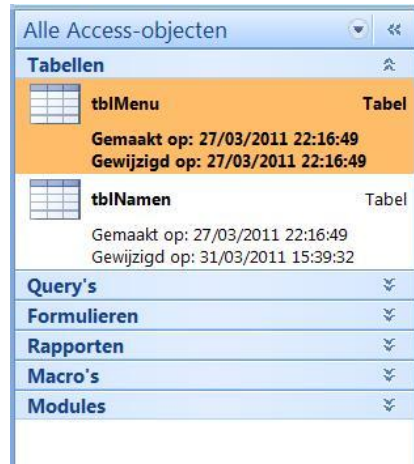 Alle Access-objecten
Tabellen
tblMenu Tabel
Gemaakt op: 27/03/2011 22:16:49
Gewijzigd op: 27/03/2011 22:16:49
tblNamen Tabel
Gemaakt op: 27/03/2011 22:16:49
Gewijzigd op: 31/03/2011 15:39:32
Query's
Formulieren
Rapporten
Macro's
Modules